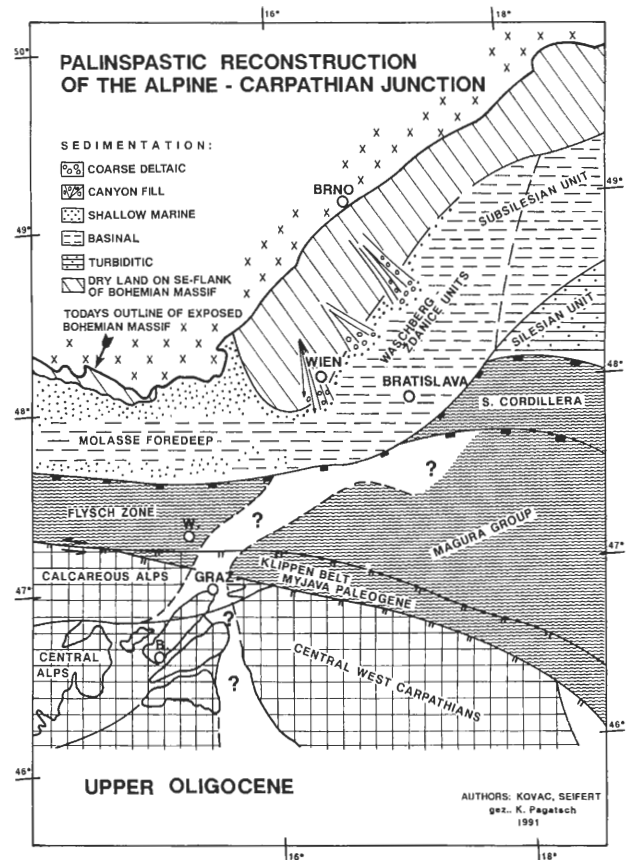 16°
18°
50°
PALINSPASTIC RECONSTRUCTION
OF THE ALPINE - CARPATHIAN JUNCTION
SEDIMENTATION:
COARSE DELTAIC
CANYON FILL
SHALLOW MARINE
BASINAL
TURBIDITIC
DRY LAND ON SE-FLANK
OF BOHEMIAN MASSIF
TODAYS OUTLINE OF EXPOSED
BOHEMIAN MASSIF
BRNO
49°
49°
SUBSILESIAN UNIT
WASCHBERG
ZDANICE UNITS
SILESIAN UNIT
WIEN
BRATISLAVA
48°
48°
S. CORDILLERA
MOLASSE FOREDEEP
?
FLYSCH ZONE
?
W.
MAGURA GROUP
47°
47°
CALCAREOUS ALPS
GRAZ
KLIPPEN BELT
MYJAVA PALEOGENE
?
B.
CENTRAL
ALPS
?
CENTRAL WEST CARPATHIANS
46°
46°
UPPER OLIGOCENE
AUTHORS: KOVAC, SEIFERT
gez.. K. Pagatsch
1991
16°
18°